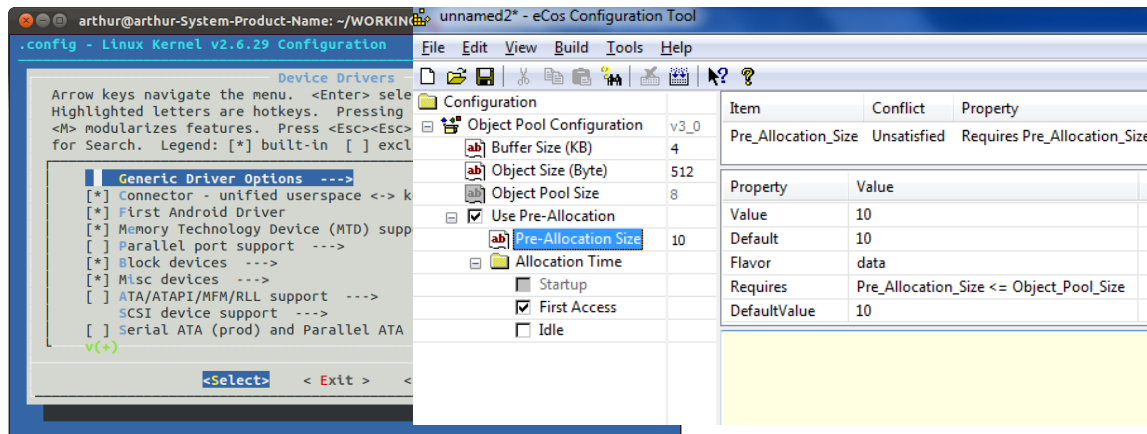 arthur@arthur-System-Product-Name: ~/WORKING
.config - Linux Kernel v2.6.29 Configuration
Device Drivers
Arrow keys navigate the menu. <Enter> sele
Highlighted letters are hotkeys. Pressing
<M> modularizes features. Press <Esc><Esc>
for Search. Legend: [*] built-in [ ] excl
Generic Driver Options --->
[*] Connector - unified userspace <-> k
[*] First Android Driver
[*] Memory Technology Device (MTD) supp
[ ] Parallel port support --->
[*] Block devices --->
[*] Misc devices --->
[ ] ATA/ATAPI/MFM/RLL support --->
SCSI device support --->
[ ] Serial ATA (prod) and Parallel ATA
v(+)
<Select> < Exit > <
unnamed2* - eCos Configuration Tool
File Edit View Build Tools Help
Configuration
Object Pool Configuration v3_0
ab Buffer Size (KB) 4
ab Object Size (Byte) 512
ab Object Pool Size 8
Use Pre-Allocation
ab Pre-Allocation Size 10
Allocation Time
Startup
First Access
Idle
Item Conflict Property
Pre_Allocation_Size Unsatisfied Requires Pre_Allocation_Size
Property Value
Value 10
Default 10
Flavor data
Requires Pre_Allocation_Size <= Object_Pool_Size
DefaultValue 10